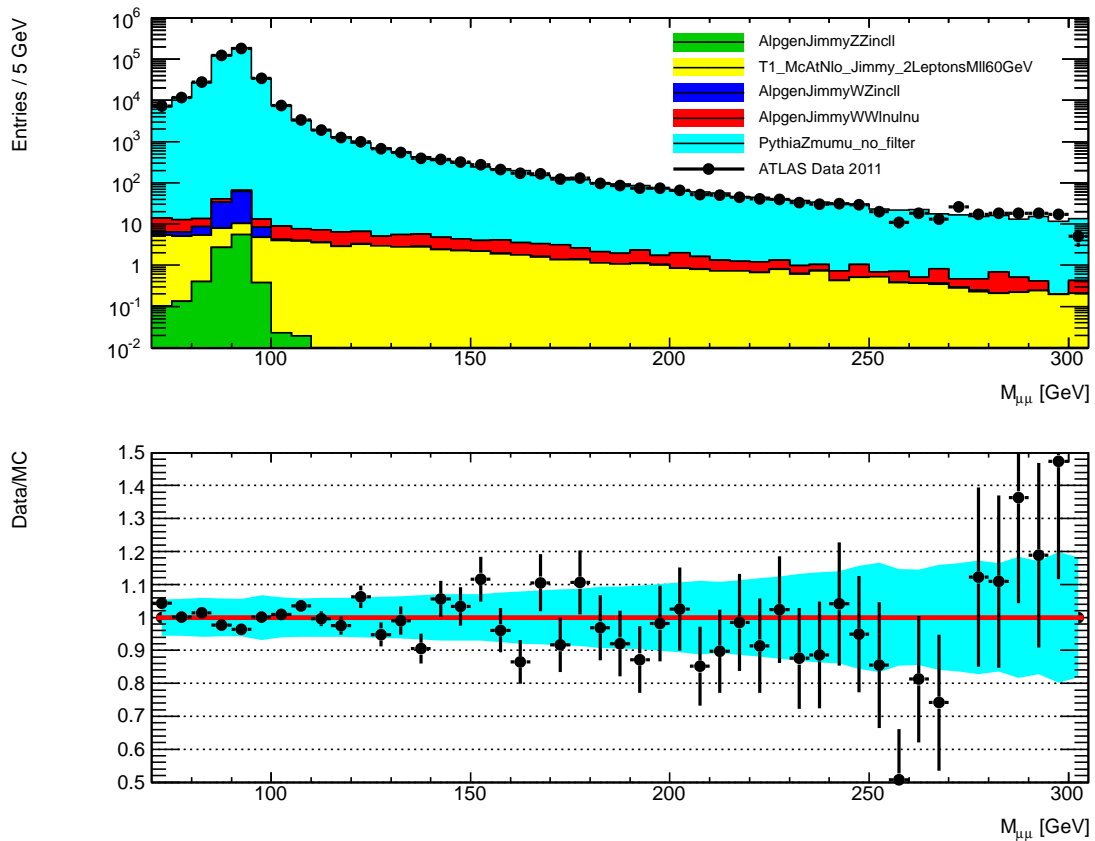 Entries / 5 GeV
10^6
10^5
10^4
10^3
10^2
10
1
10^-1
10^-2
AlpgenJimmyZZincll
T1_McAtNlo_Jimmy_2LeptonsMll60GeV
AlpgenJimmyWZincll
AlpgenJimmyWWlnulnu
PythiaZmumu_no_filter
ATLAS Data 2011
100 150 200 250 300
M_μμ [GeV]
Data/MC
1.5
1.4
1.3
1.2
1.1
1
0.9
0.8
0.7
0.6
0.5
100 150 200 250 300
M_μμ [GeV]